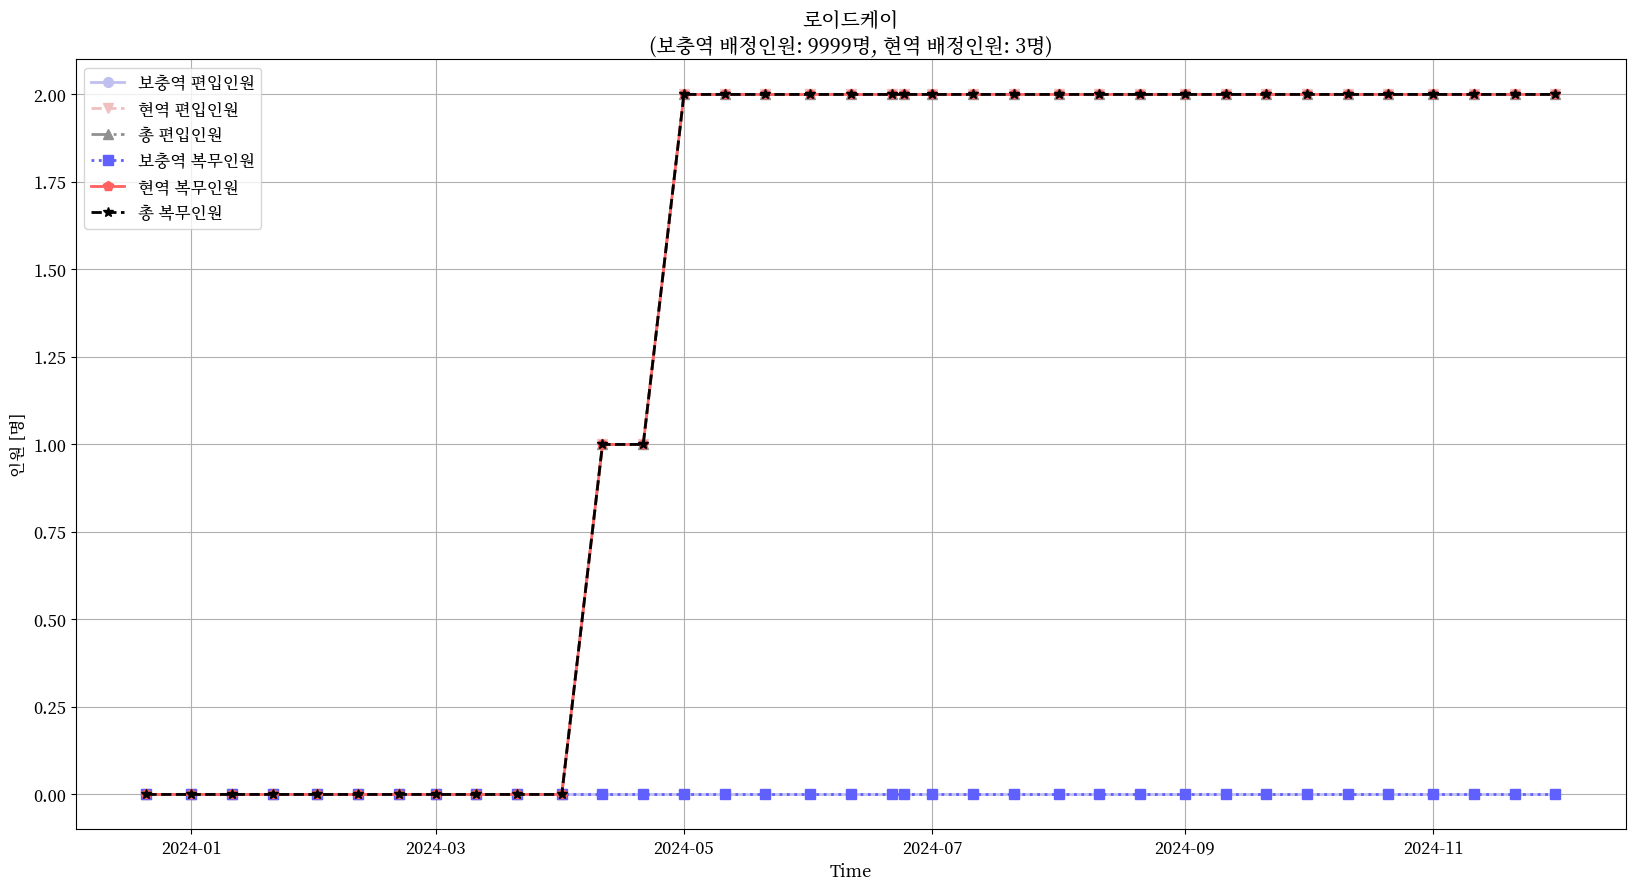 로이드케이
(보충역 배정인원: 9999명, 현역 배정인원: 3명)
보충역 편입인원
현역 편입인원
총 편입인원
보충역 복무인원
현역 복무인원
총 복무인원
인원 [명]
2.00
1.75
1.50
1.25
1.00
0.75
0.50
0.25
0.00
2024-01
2024-03
2024-05
2024-07
2024-09
2024-11
Time